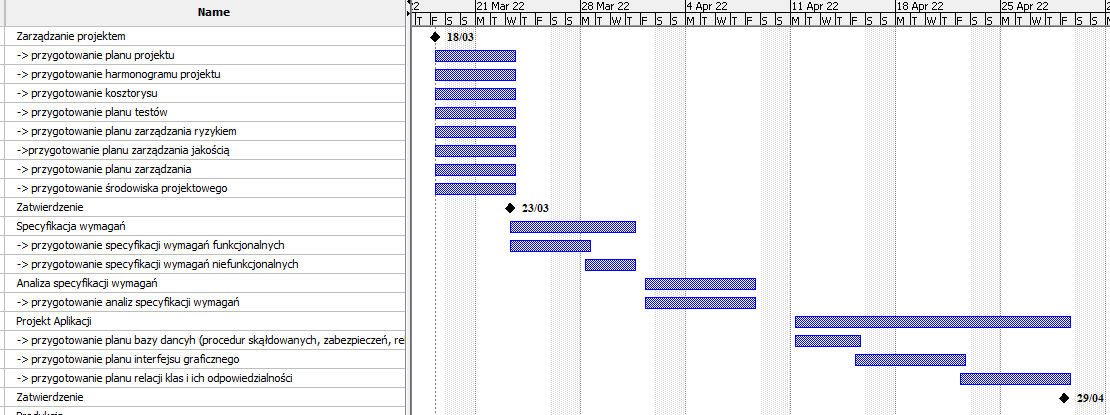 Name
2 21 Mar 22 28 Mar 22 4 Apr 22 11 Apr 22 18 Apr 22 25 Apr 22 2
T F S S M T W T F S S M T W T F S S M T W T F S S M T W T F S S M T W T F S S M T W T F S S M
Zarządzanie projektem 18/03
-> przygotowanie planu projektu
-> przygotowanie harmonogramu projektu
-> przygotowanie kosztorysu
-> przygotowanie planu testów
-> przygotowanie planu zarządzania ryzykiem
->przygotowanie planu zarządzania jakością
-> przygotowanie planu zarządzania
-> przygotowanie środowiska projektowego
Zatwierdzenie 23/03
Specyfikacja wymagań
-> przygotowanie specyfikacji wymagań funkcjonalnych
-> przygotowanie specyfikacji wymagań niefunkcjonalnych
Analiza specyfikacji wymagań
-> przygotowanie analiz specyfikacji wymagań
Projekt Aplikacji
-> przygotowanie planu bazy dancyh (procedur skąłdowanych, zabezpieczeń, rel
-> przygotowanie planu interfejsu graficznego
-> przygotowanie planu relacji klas i ich odpowiedzialności
Zatwierdzenie 29/04